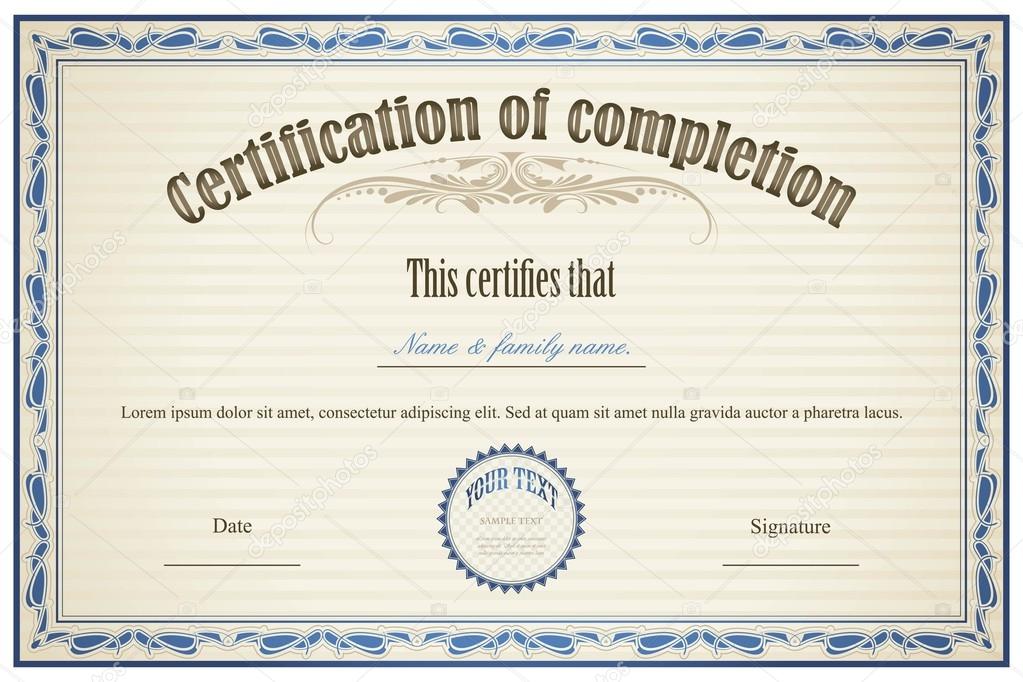 Certification of completion
This certifies that
Name & family name.
Lorem ipsum dolor sit amet, consectetur adipiscing elit. Sed at quam sit amet nulla gravida auctor a pharetra lacus.
YOUR TEXT
SAMPLE TEXT
Date
Signature
depositphotos